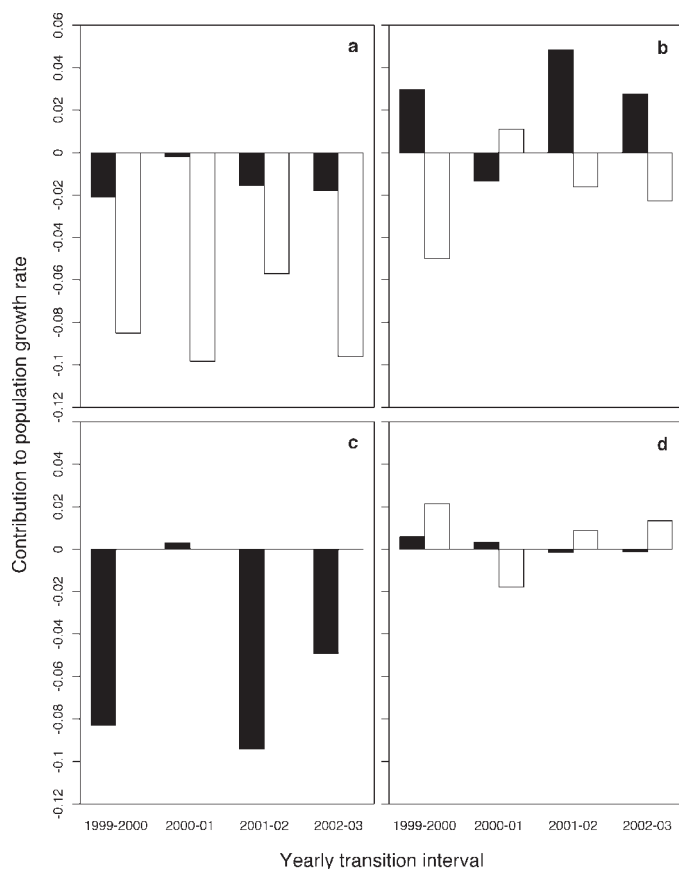 a
b
0.06
0.04
0.02
0
-0.02
-0.04
-0.06
-0.08
-0.1
-0.12
c
d
0.04
0.02
0
-0.02
-0.04
-0.06
-0.08
-0.1
-0.12
Contribution to population growth rate
1999-2000 2000-01 2001-02 2002-03 1999-2000 2000-01 2001-02 2002-03
Yearly transition interval